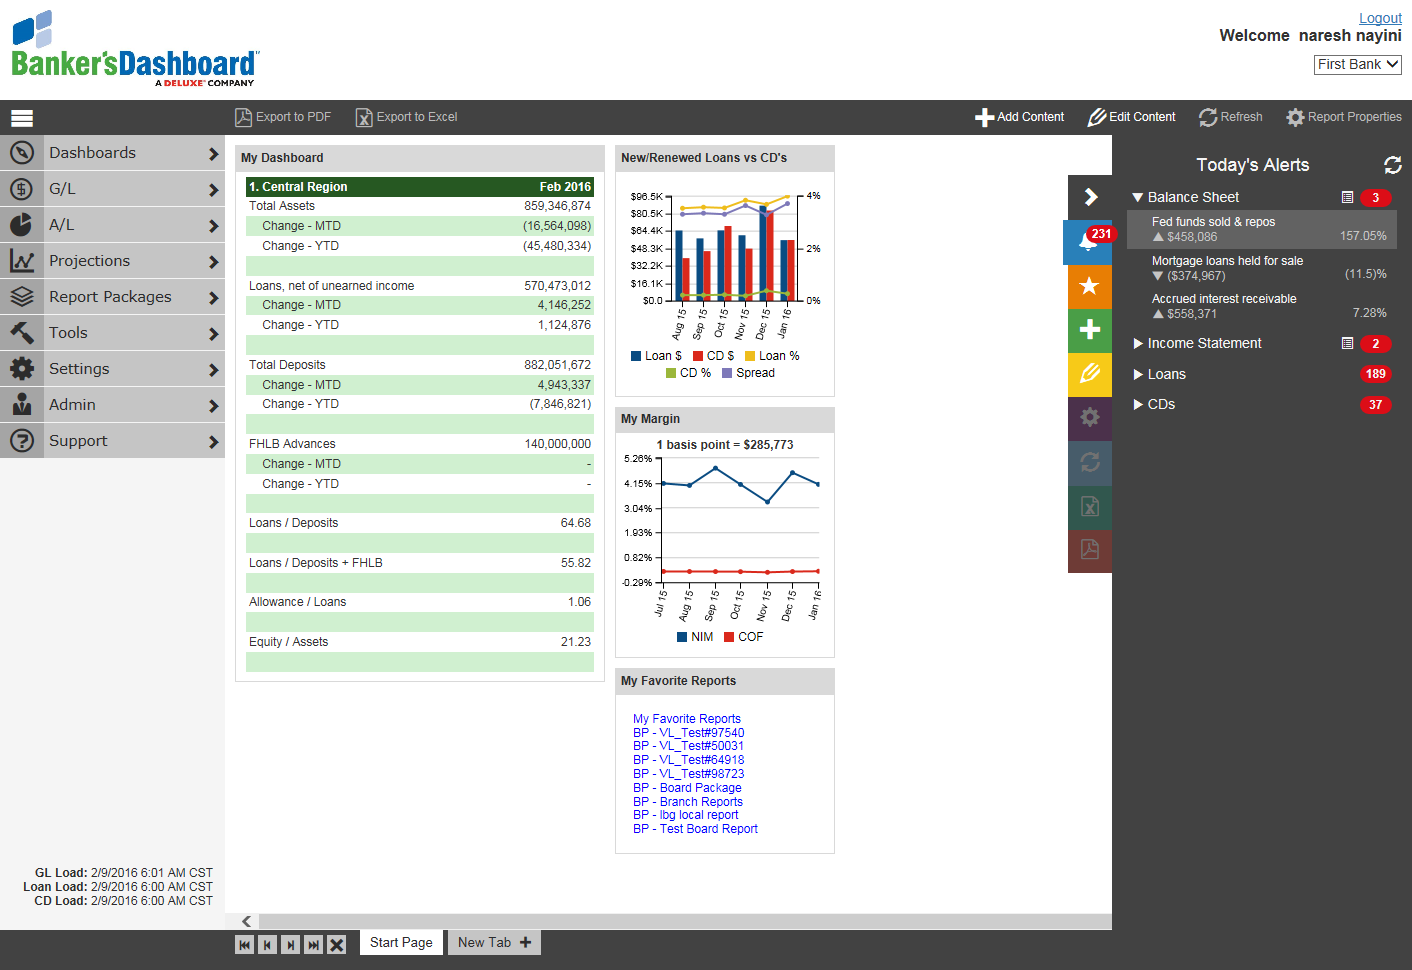 Logout
Welcome naresh nayini
First Bank
Banker'sDashboard
A DELUXE COMPANY
Export to PDF
Export to Excel
Add Content
Edit Content
Refresh
Report Properties
Dashboards
G/L
A/L
Projections
Report Packages
Tools
Settings
Admin
Support
GL Load: 2/9/2016 6:01 AM CST
Loan Load: 2/9/2016 6:00 AM CST
CD Load: 2/9/2016 6:00 AM CST
My Dashboard
1. Central Region Feb 2016
Total Assets 859,346,874
Change - MTD (16,564,098)
Change - YTD (45,480,334)
Loans, net of unearned income 570,473,012
Change - MTD 4,146,252
Change - YTD 1,124,876
Total Deposits 882,051,672
Change - MTD 4,943,337
Change - YTD (7,846,821)
FHLB Advances 140,000,000
Change - MTD -
Change - YTD -
Loans / Deposits 64.68
Loans / Deposits + FHLB 55.82
Allowance / Loans 1.06
Equity / Assets 21.23
New/Renewed Loans vs CD's
$96.5K 4%
$80.5K
$64.4K
$48.3K 2%
$32.2K
$16.1K
$0.0 0%
Aug 15 Sep 15 Oct 15 Nov 15 Dec 15 Jan 16
Loan $ CD $ Loan %
CD % Spread
My Margin
1 basis point = $285,773
5.26%
4.15%
3.04%
1.93%
0.82%
-0.29%
Jul 15 Aug 15 Sep 15 Oct 15 Nov 15 Dec 15 Jan 16
NIM COF
My Favorite Reports
My Favorite Reports
BP - VL_Test#97540
BP - VL_Test#50031
BP - VL_Test#64918
BP - VL_Test#98723
BP - Board Package
BP - Branch Reports
BP - lbg local report
BP - Test Board Report
231
Today's Alerts
Balance Sheet 3
Fed funds sold & repos
$458,086 157.05%
Mortgage loans held for sale
($374,967) (11.5)%
Accrued interest receivable
$558,371 7.28%
Income Statement 2
Loans 189
CDs 37
Start Page
New Tab